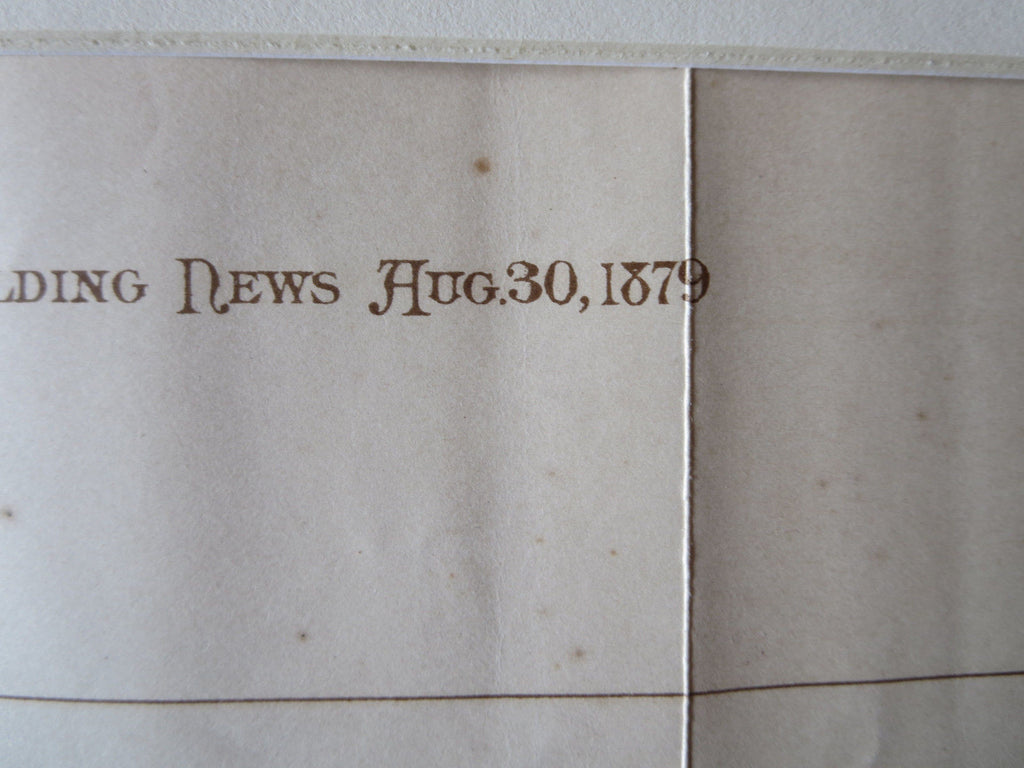 LDING NEWS AUG. 30, 1879